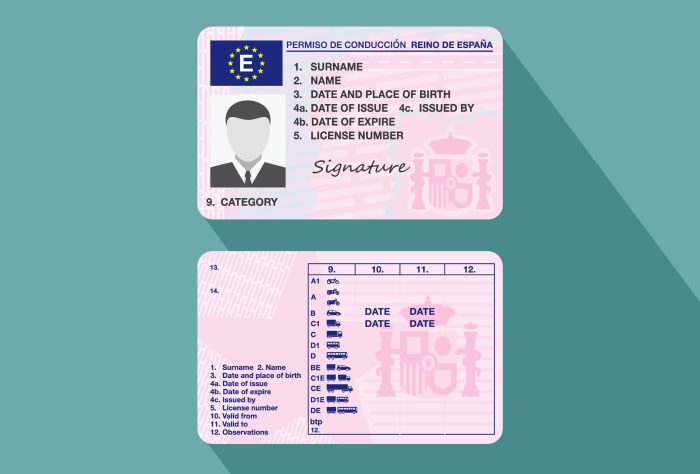 E
PERMISO DE CONDUCCIÓN REINO DE ESPAÑA
1. SURNAME
2. NAME
3. DATE AND PLACE OF BIRTH
4a. DATE OF ISSUE 4c. ISSUED BY
4b. DATE OF EXPIRE
5. LICENSE NUMBER
Signature
9. CATEGORY
13.
14.
1. Surname 2. Name
3. Date and place of birth
4a. Date of issue
4b. Date of expire
4c. Issued by
5. License number
10. Valid from
11. Valid to
12. Observations
9. 10. 11. 12.
A1
A
B DATE DATE
C1 DATE DATE
C
D1
D
BE
C1E
CE
D1E
DE
btp
12.